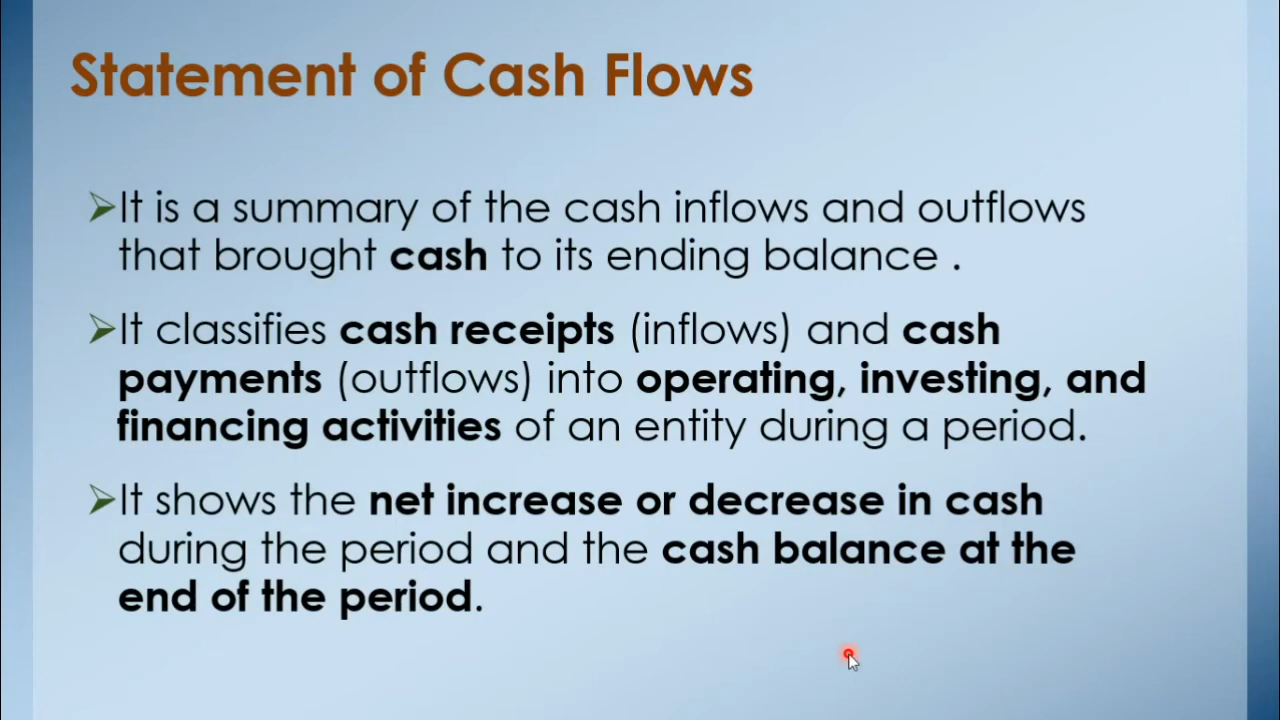 Statement of Cash Flows
➢It is a summary of the cash inflows and outflows
that brought cash to its ending balance .
➢It classifies cash receipts (inflows) and cash
payments (outflows) into operating, investing, and
financing activities of an entity during a period.
➢It shows the net increase or decrease in cash
during the period and the cash balance at the
end of the period.